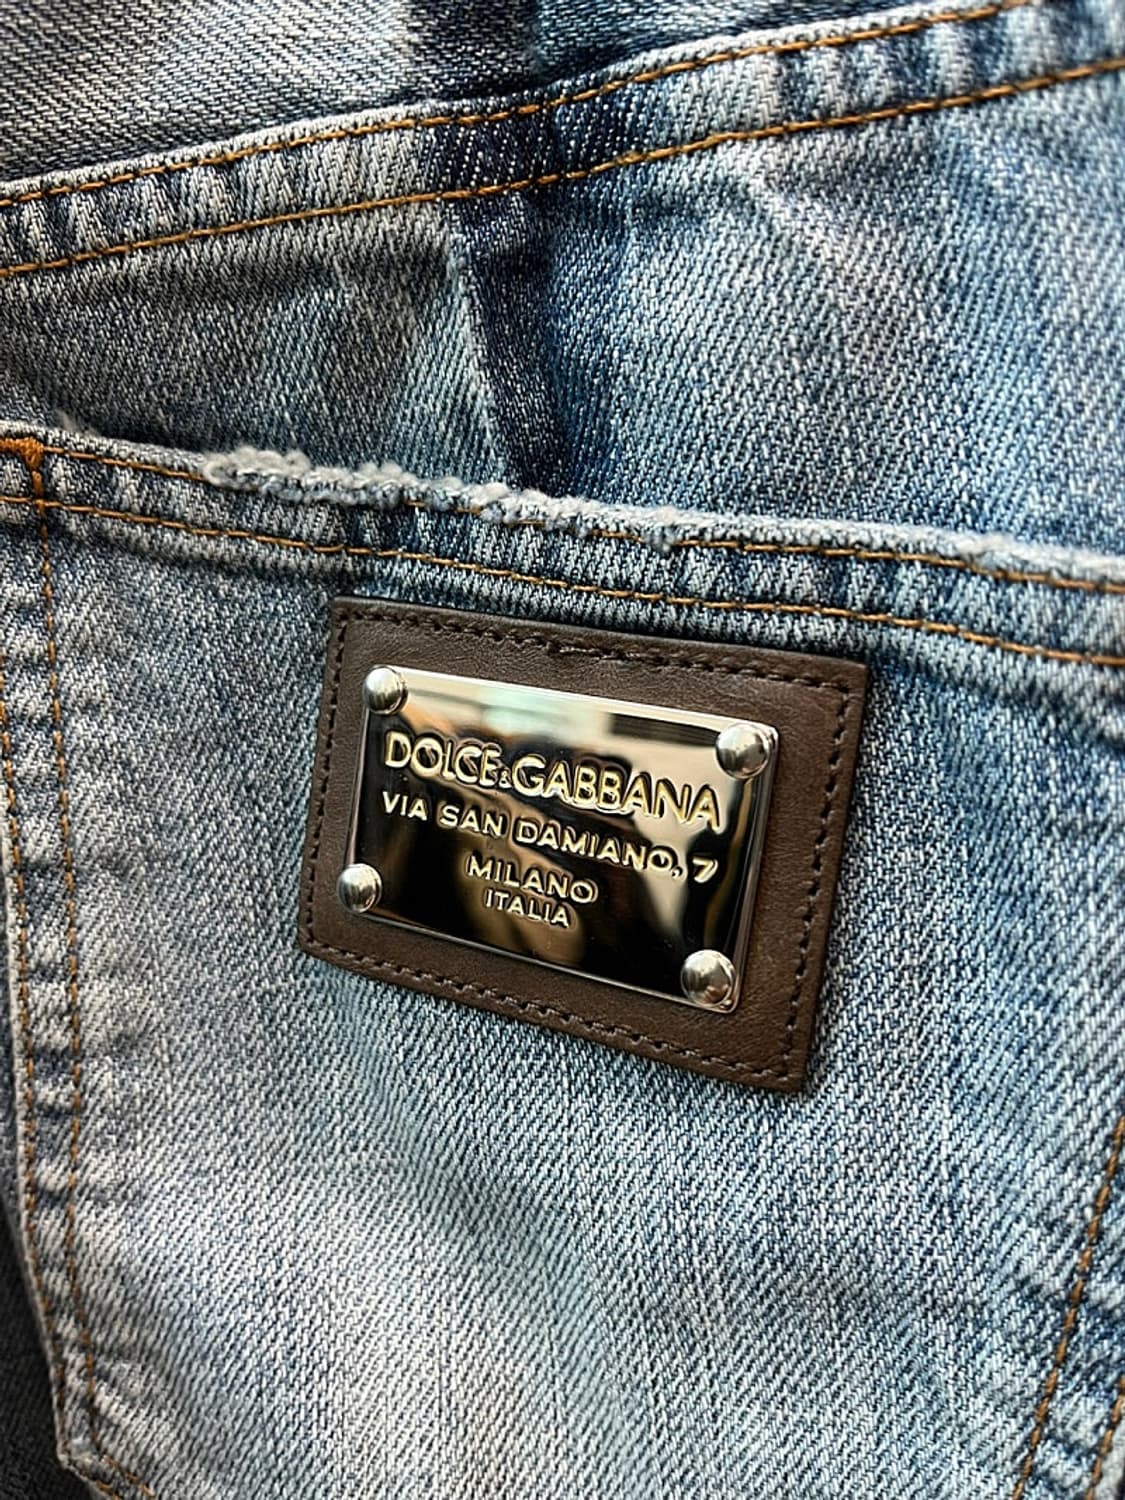 DOLCE&GABBANA
VIA SAN DAMIANO, 7
MILANO
ITALIA